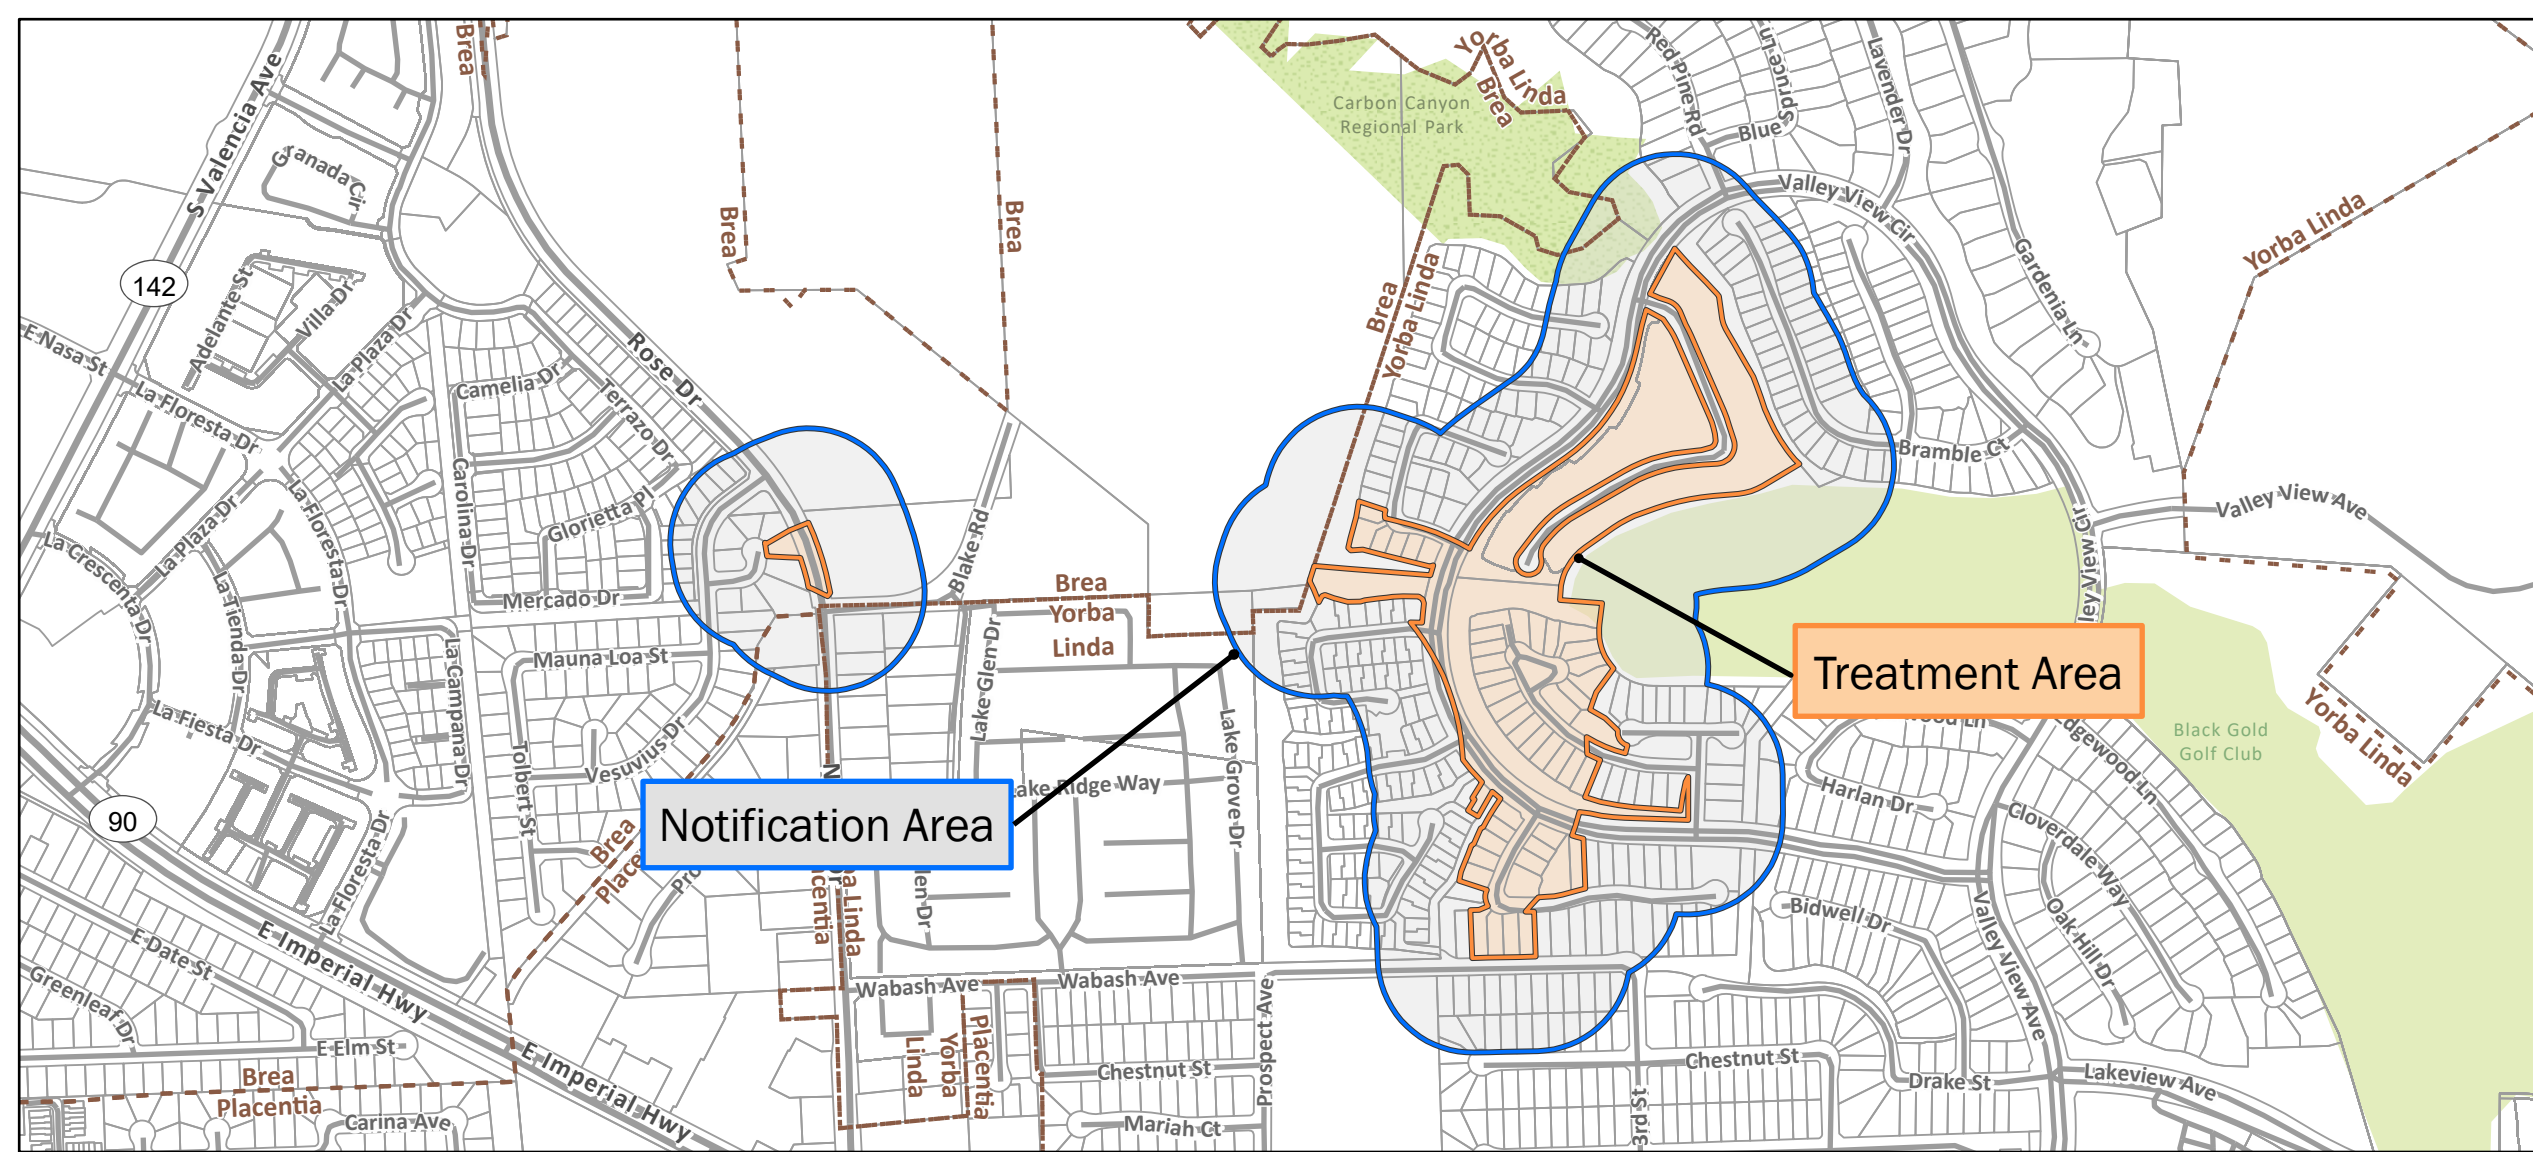 Brea
Yorba Linda
Brea
Carbon Canyon
Regional Park
Red Pine Rd
Spruce Ln
Lavender Dr
Blue
S Valencia Ave
Granada Cir
Valley View Cir
Yorba Linda
Brea
Brea
Gardenia Ln
142
Adelante St
Villa Dr
La Plaza Dr
Rose Dr
Brea
Yorba Linda
E Nasa St
La Floresta Dr
Camelia Dr
Terrazo Dr
Bramble Ct
Carolina Dr
Glorietta Pl
La Floresta Dr
La Plaza Dr
Valley View Ave
Blake Rd
Valley View Cir
La Crescenta Dr
La Tienda Dr
Mercado Dr
Brea
Yorba
Linda
Mauna Loa St
La Campana Dr
Lake Glen Dr
Treatment Area
La Fiesta Dr
Vesuvius Dr
Tolbert St
Lake Grove Dr
Edgewood Ln
Black Gold
Golf Club
Yorba Linda
Lake Ridge Way
Harlan Dr
90
Notification Area
Cloverdale Way
Brea
La Floresta Dr
Bidwell Dr
Oak Hill Dr
Valley View Ave
E Imperial Hwy
E Date St
Greenleaf Dr
Wabash Ave
Wabash Ave
Prospect Ave
Placentia
Yorba
Linda
E Elm St
E Imperial Hwy
Chestnut St
Chestnut St
Drake St
Lakeview Ave
Brea
Placentia
Carina Ave
Mariah Ct
3rd St